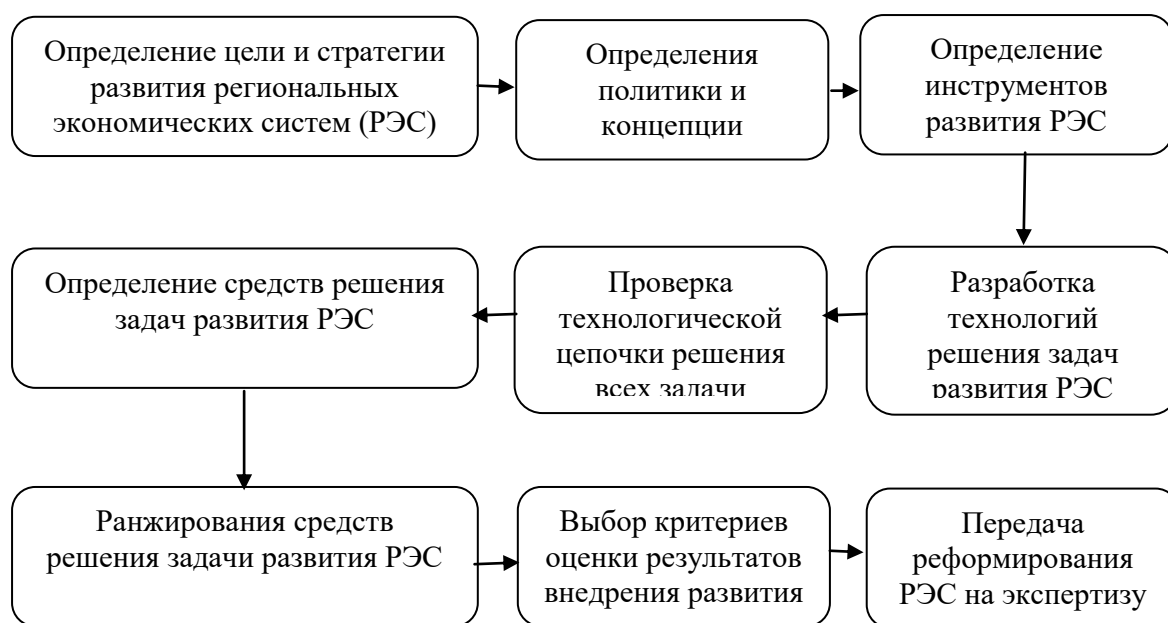 Определение цели и стратегии
развития региональных
экономических систем (РЭС)
Определения
политики и
концепции
Определение
инструментов
развития РЭС
Разработка
технологий
решения задач
развития РЭС
Проверка
технологической
цепочки решения
всех задачи
Определение средств решения
задач развития РЭС
Ранжирования средств
решения задачи развития РЭС
Выбор критериев
оценки результатов
внедрения развития
Передача
реформирования
РЭС на экспертизу